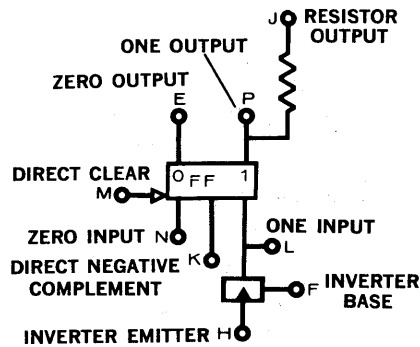 J RESISTOR
OUTPUT
ONE OUTPUT
ZERO OUTPUT
E P
0 FF 1
DIRECT CLEAR
M
ZERO INPUT N
ONE INPUT
L
DIRECT NEGATIVE
COMPLEMENT
K
F INVERTER
BASE
INVERTER EMITTER H